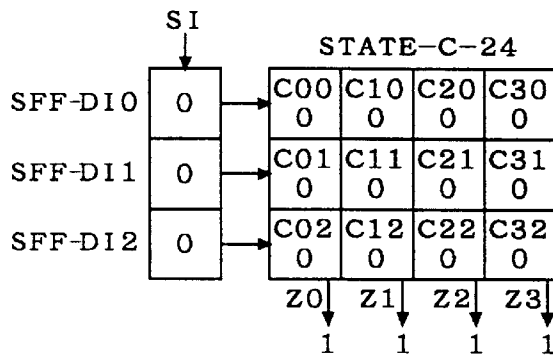 SI
STATE-C-24
SFF-DI0 0 C00 C10 C20 C30
0 0 0 0
SFF-DI1 0 C01 C11 C21 C31
0 0 0 0
SFF-DI2 0 C02 C12 C22 C32
0 0 0 0
Z0 Z1 Z2 Z3
1 1 1 1